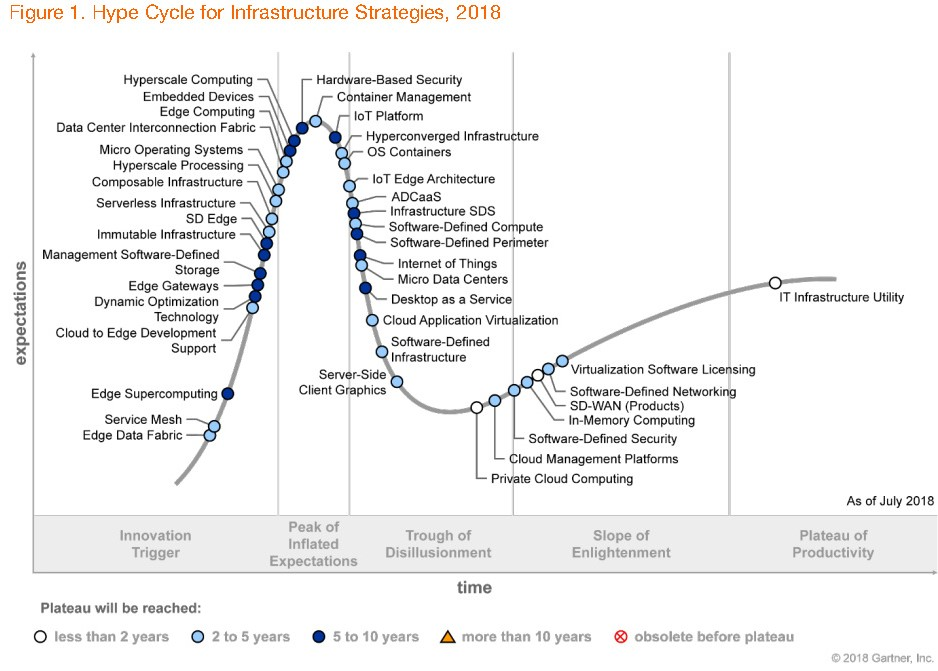 Figure 1. Hype Cycle for Infrastructure Strategies, 2018
expectations
Hyperscale Computing
Embedded Devices
Edge Computing
Data Center Interconnection Fabric
Micro Operating Systems
Hyperscale Processing
Composable Infrastructure
Serverless Infrastructure
SD Edge
Immutable Infrastructure
Management Software-Defined
Storage
Edge Gateways
Dynamic Optimization
Technology
Cloud to Edge Development
Support
Edge Supercomputing
Service Mesh
Edge Data Fabric
Hardware-Based Security
Container Management
IoT Platform
Hyperconverged Infrastructure
OS Containers
IoT Edge Architecture
ADCaaS
Infrastructure SDS
Software-Defined Compute
Software-Defined Perimeter
Internet of Things
Micro Data Centers
Desktop as a Service
Cloud Application Virtualization
Software-Defined
Infrastructure
Server-Side
Client Graphics
Virtualization Software Licensing
Software-Defined Networking
SD-WAN (Products)
In-Memory Computing
Software-Defined Security
Cloud Management Platforms
Private Cloud Computing
IT Infrastructure Utility
As of July 2018
Innovation
Trigger
Peak of
Inflated
Expectations
Trough of
Disillusionment
Slope of
Enlightenment
Plateau of
Productivity
time
Plateau will be reached:
less than 2 years 2 to 5 years 5 to 10 years more than 10 years obsolete before plateau
© 2018 Gartner, Inc.